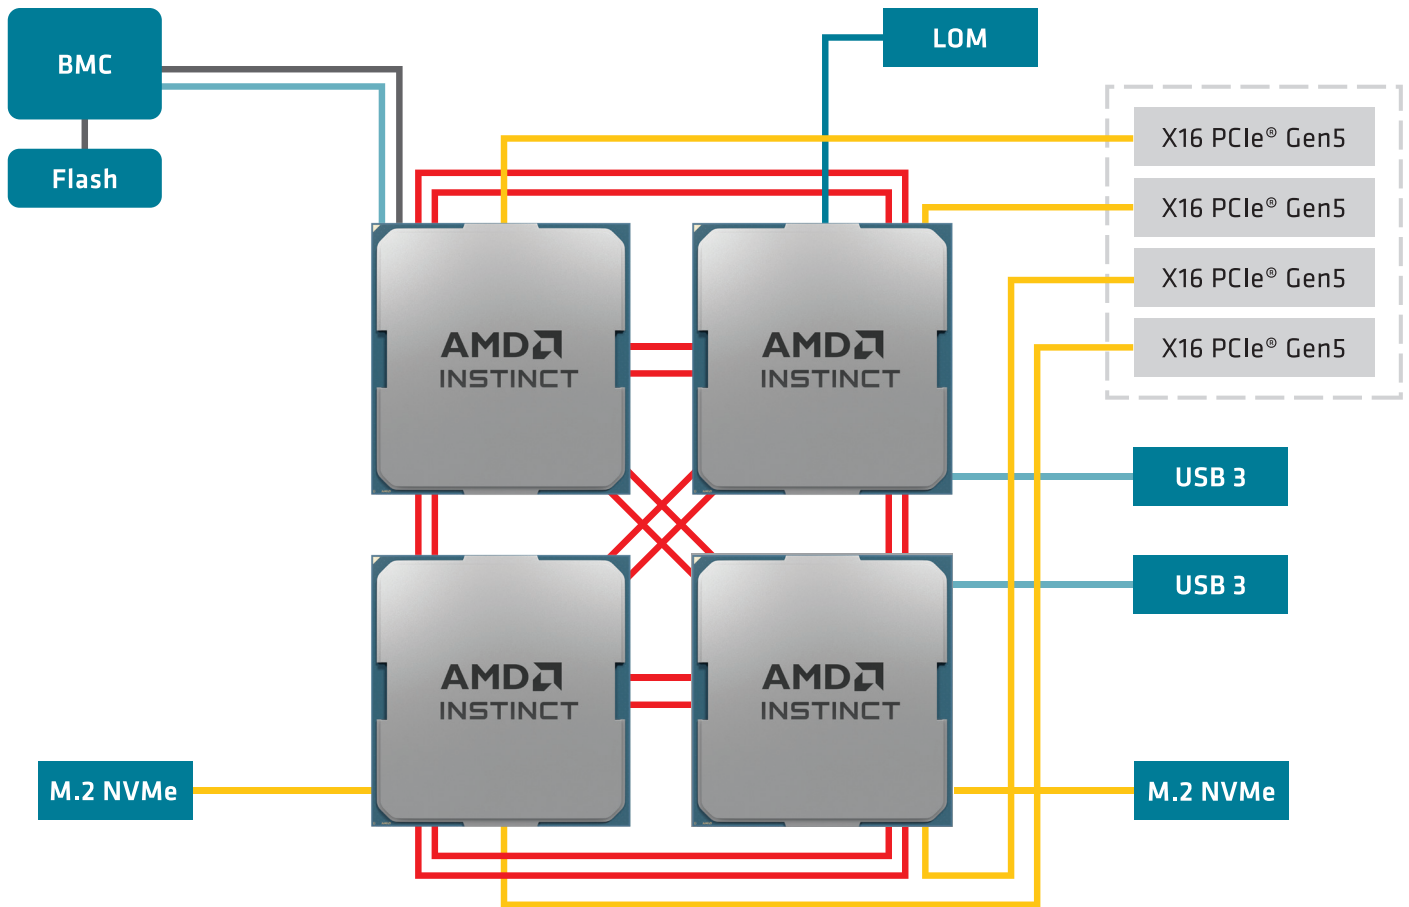 BMC
LOM
Flash
X16 PCIe® Gen5
X16 PCIe® Gen5
X16 PCIe® Gen5
X16 PCIe® Gen5
AMD
INSTINCT
AMD
INSTINCT
USB 3
USB 3
AMD
INSTINCT
AMD
INSTINCT
M.2 NVMe
M.2 NVMe